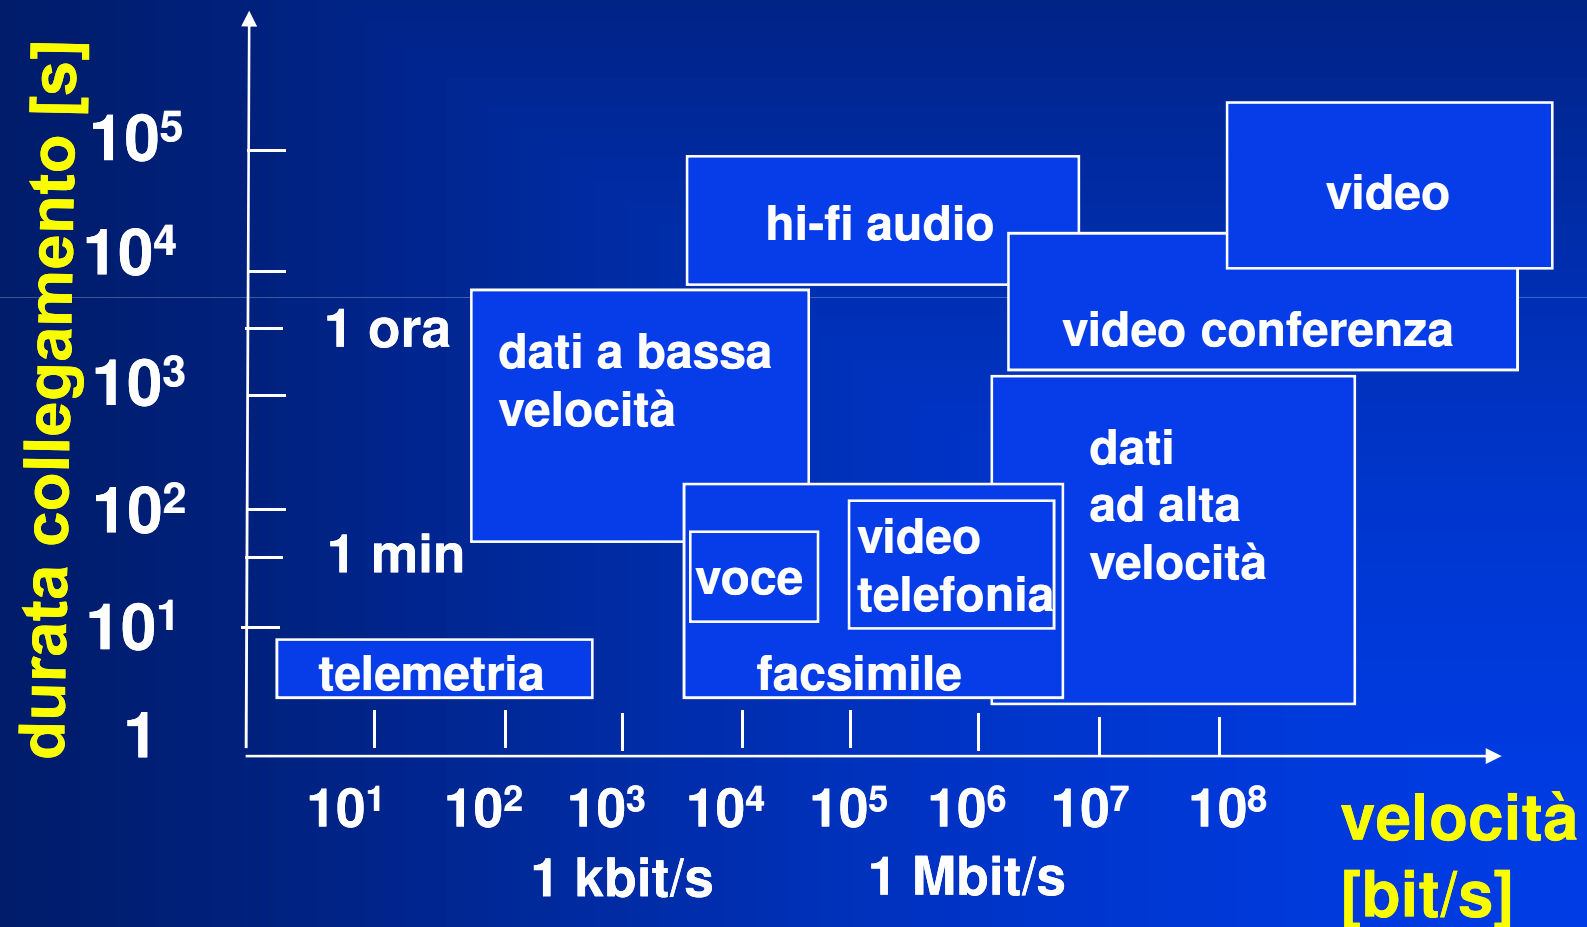 durata collegamento [s]
10⁵
10⁴
1 ora
10³
10²
1 min
10¹
1
hi-fi audio
video
video conferenza
dati a bassa
velocità
dati
ad alta
velocità
video
telefonia
voce
telemetria
facsimile
10¹ 10² 10³ 10⁴ 10⁵ 10⁶ 10⁷ 10⁸
1 kbit/s 1 Mbit/s
velocità
[bit/s]